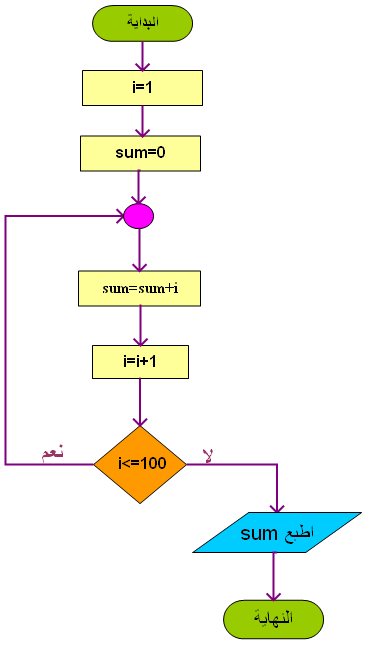 البداية
i=1
sum=0
sum=sum+i
i=i+1
i<=100
نعم
لا
اطبع sum
النهاية